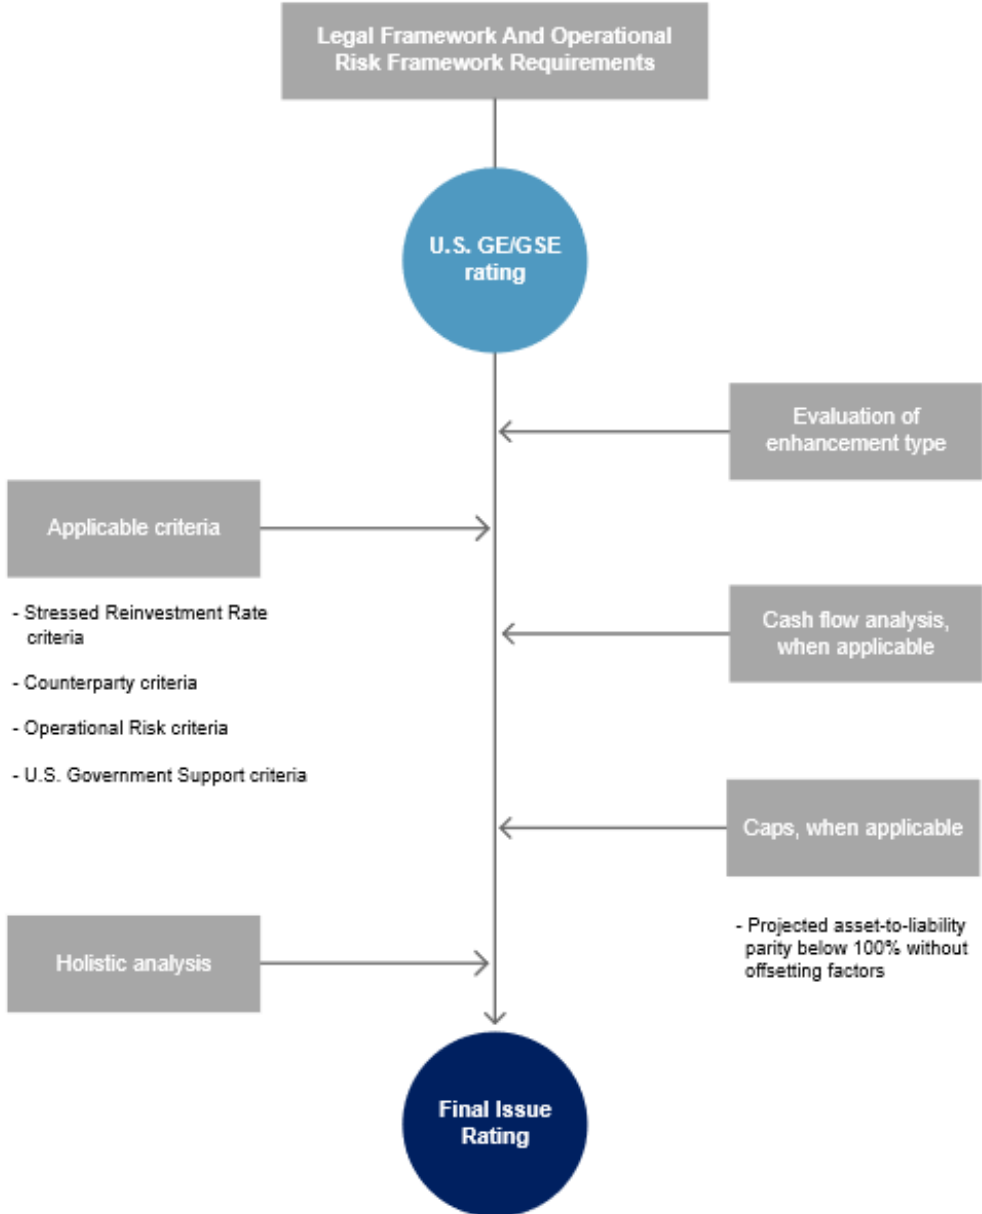 Legal Framework And Operational
Risk Framework Requirements
U.S. GE/GSE
rating
Evaluation of
enhancement type
Applicable criteria
- Stressed Reinvestment Rate
criteria
- Counterparty criteria
- Operational Risk criteria
- U.S. Government Support criteria
Cash flow analysis,
when applicable
Caps, when applicable
- Projected asset-to-liability
parity below 100% without
offsetting factors
Holistic analysis
Final Issue
Rating